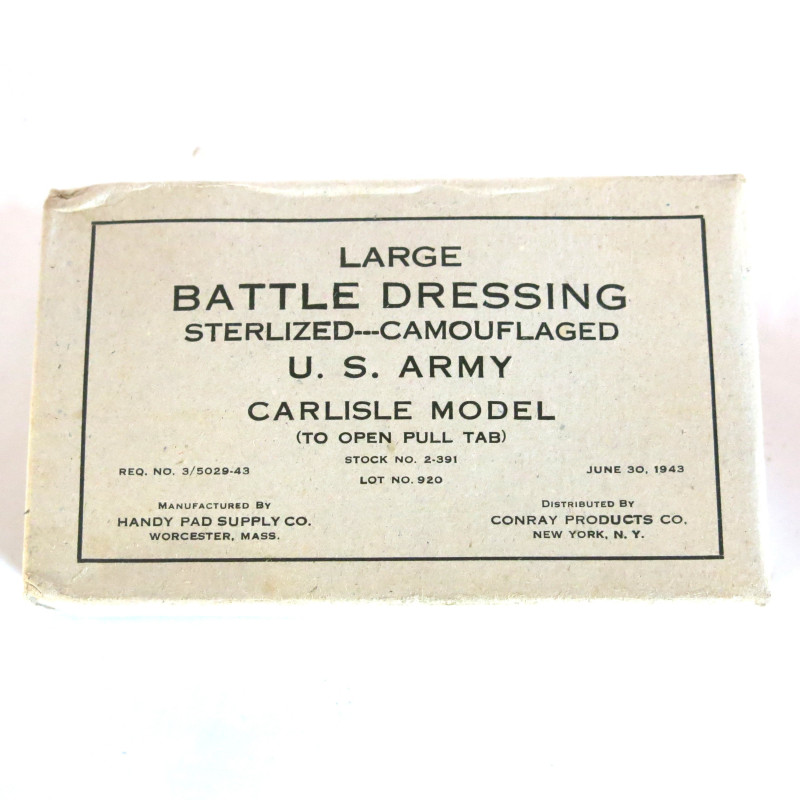 LARGE
BATTLE DRESSING
STERLIZED---CAMOUFLAGED
U. S. ARMY
CARLISLE MODEL
(TO OPEN PULL TAB)
STOCK NO. 2-391
REQ. NO. 3/5029-43
JUNE 30, 1943
LOT NO. 920
MANUFACTURED BY
HANDY PAD SUPPLY CO.
WORCESTER, MASS.
DISTRIBUTED BY
CONRAY PRODUCTS CO.
NEW YORK, N. Y.